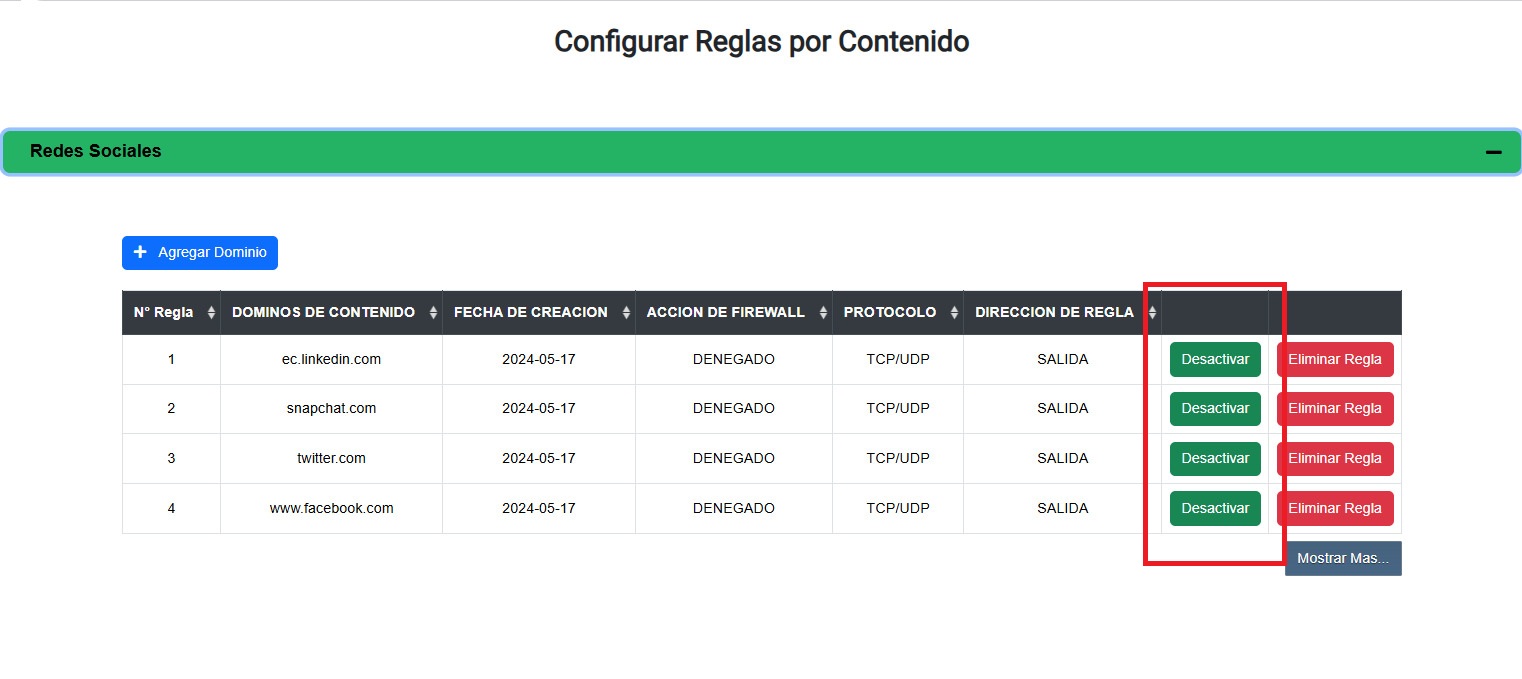 Configurar Reglas por Contenido
Redes Sociales
Agregar Dominio
N° Regla DOMINOS DE CONTENIDO FECHA DE CREACION ACCION DE FIREWALL PROTOCOLO DIRECCION DE REGLA
1 ec.linkedin.com 2024-05-17 DENEGADO TCP/UDP SALIDA Desactivar Eliminar Regla
2 snapchat.com 2024-05-17 DENEGADO TCP/UDP SALIDA Desactivar Eliminar Regla
3 twitter.com 2024-05-17 DENEGADO TCP/UDP SALIDA Desactivar Eliminar Regla
4 www.facebook.com 2024-05-17 DENEGADO TCP/UDP SALIDA Desactivar Eliminar Regla
Mostrar Mas...